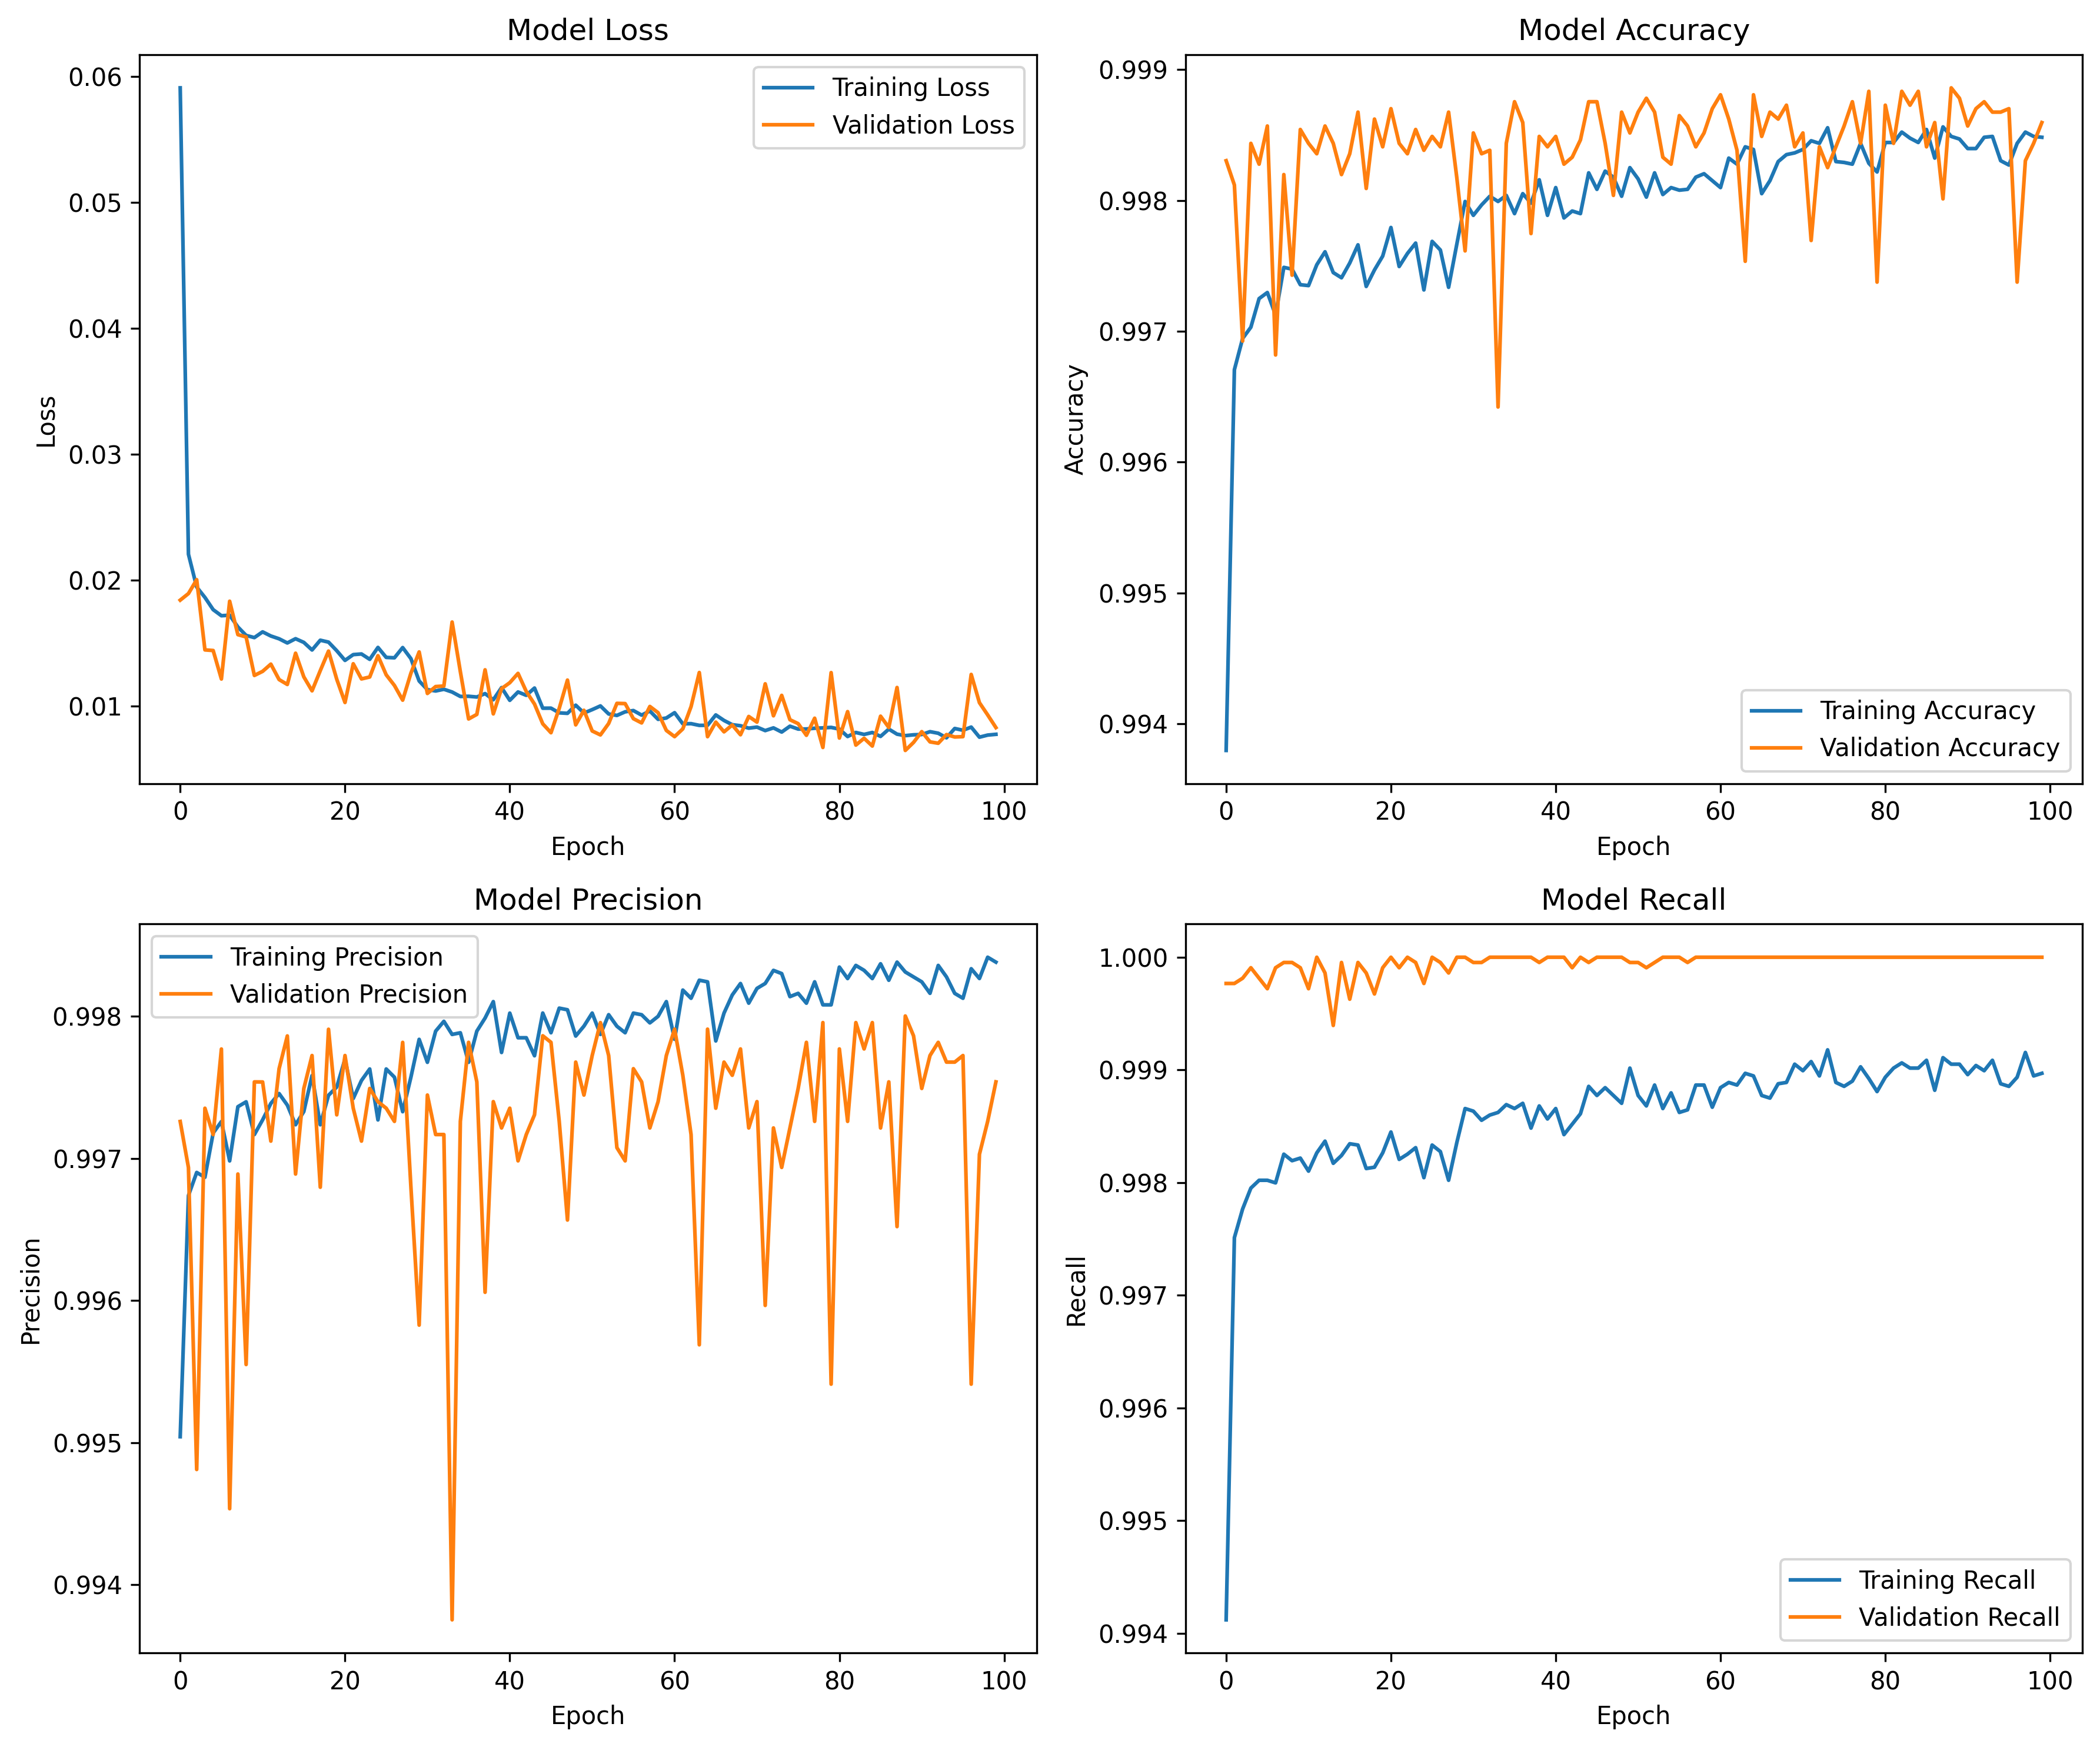 Model Loss
0.06
0.05
0.04
0.03
0.02
0.01
Loss
Training Loss
Validation Loss
0 20 40 60 80 100
Epoch
Model Accuracy
0.999
0.998
0.997
0.996
0.995
0.994
Accuracy
Training Accuracy
Validation Accuracy
0 20 40 60 80 100
Epoch
Model Precision
Training Precision
Validation Precision
0.998
0.997
0.996
0.995
0.994
Precision
0 20 40 60 80 100
Epoch
Model Recall
1.000
0.999
0.998
0.997
0.996
0.995
0.994
Recall
Training Recall
Validation Recall
0 20 40 60 80 100
Epoch